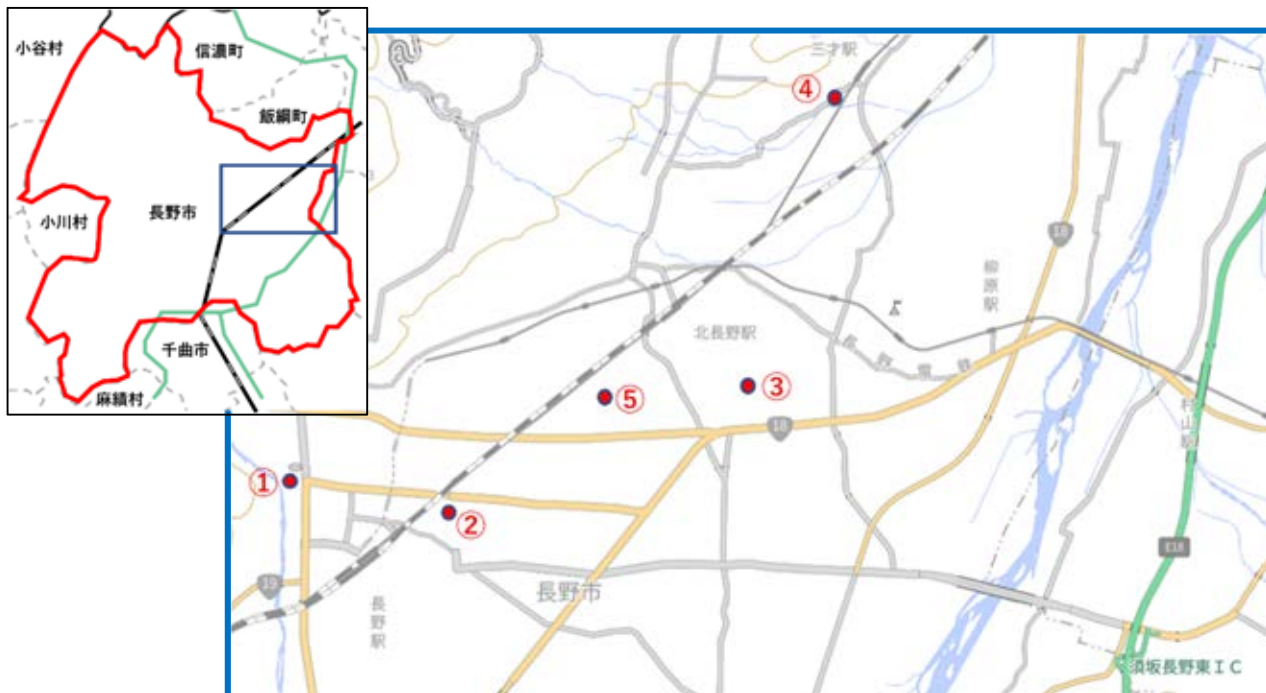 小谷村
信濃町
飯綱町
長野市
小川村
千曲市
麻績村
三才駅
④
18
柳原駅
北長野駅
長野電鉄
③
⑤
18
村山駅
①
②
E18
19
長野市
長野駅
須坂長野東IC